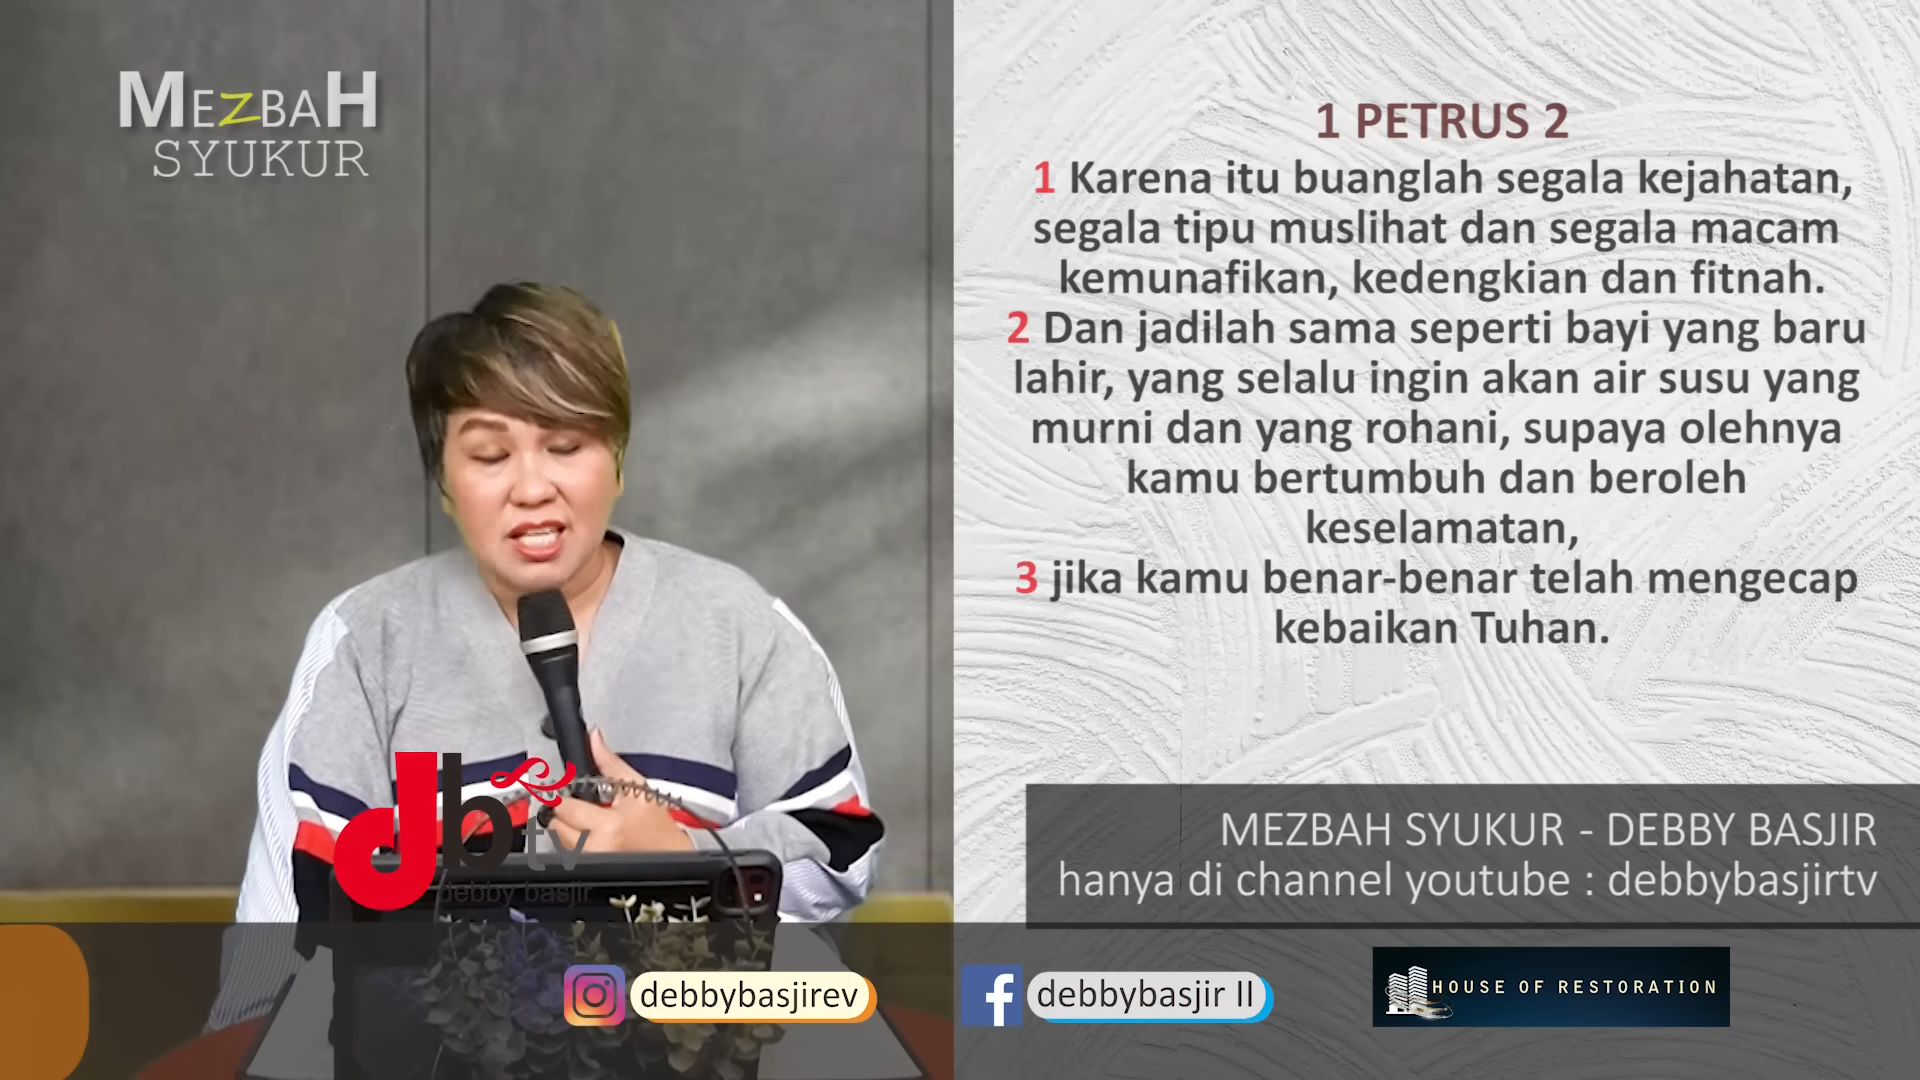 MEZBAH
SYUKUR
1 PETRUS 2
1 Karena itu buanglah segala kejahatan,
segala tipu muslihat dan segala macam
kemunafikan, kedengkian dan fitnah.
2 Dan jadilah sama seperti bayi yang baru
lahir, yang selalu ingin akan air susu yang
murni dan yang rohani, supaya olehnya
kamu bertumbuh dan beroleh
keselamatan,
3 jika kamu benar-benar telah mengecap
kebaikan Tuhan.
db tv
debby basjir
MEZBAH SYUKUR - DEBBY BASJIR
hanya di channel youtube : debbybasjirtv
debbybasjirev
debbybasjir II
HOUSE OF RESTORATION